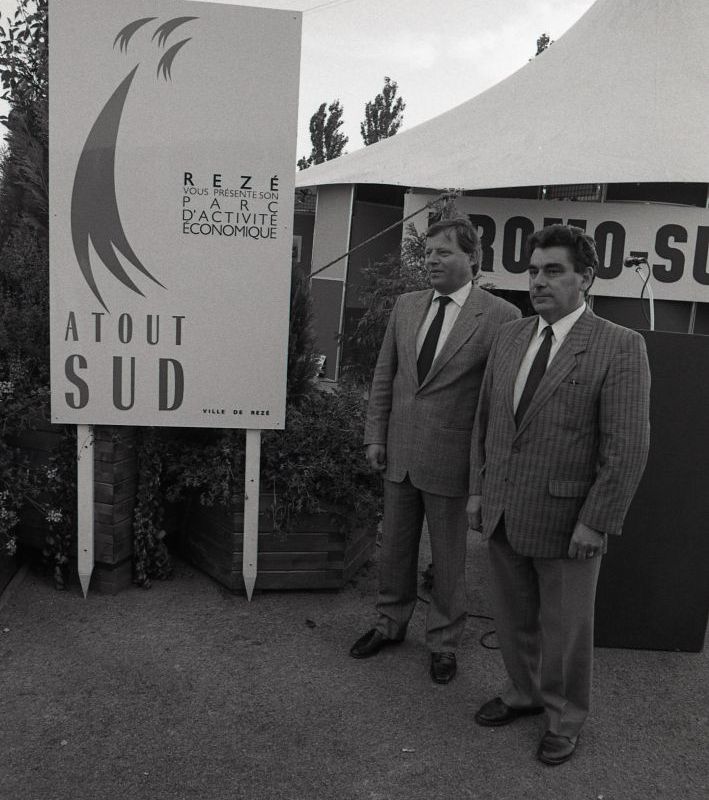 REZÉ
VOUS PRÉSENTE SON
PARC
D'ACTIVITÉ
ÉCONOMIQUE
ATOUT
SUD
VILLE DE REZÉ
ROMO-SU